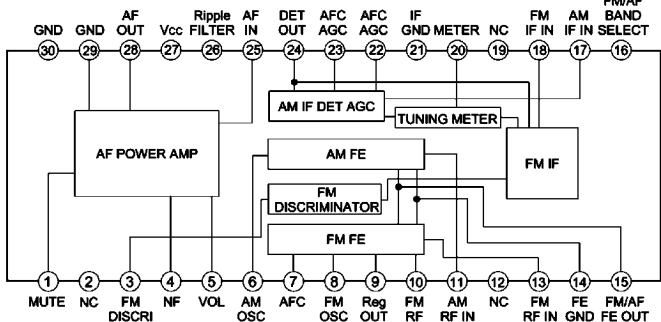 GND
GND
AF OUT
Vcc
Ripple FILTER
AF IN
DET OUT
AFC AGC
AFC AGC
IF GND
METER
NC
FM IF IN
AM IF IN
FM/AF BAND SELECT
30 29 28 27 26 25 24 23 22 21 20 19 18 17 16
AM IF DET AGC
TUNING METER
AF POWER AMP
AM FE
FM IF
FM DISCRIMINATOR
FM FE
1 2 3 4 5 6 7 8 9 10 11 12 13 14 15
MUTE
NC
FM DISCRI
NF
VOL
AM OSC
AFC
FM OSC
Reg OUT
FM RF
AM RF IN
NC
FM RF IN
FE GND
FM/AF FE OUT